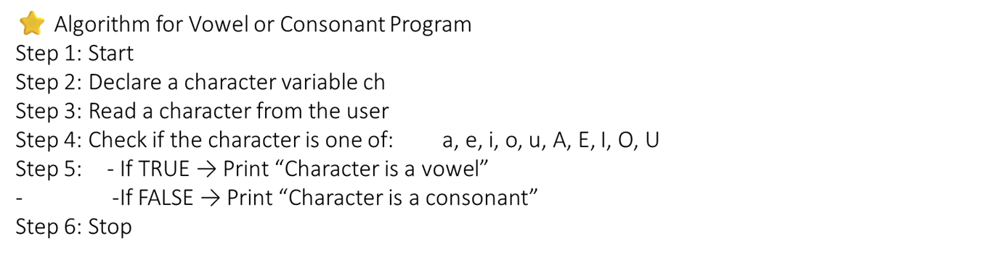 ⭐ Algorithm for Vowel or Consonant Program
Step 1: Start
Step 2: Declare a character variable ch
Step 3: Read a character from the user
Step 4: Check if the character is one of: a, e, i, o, u, A, E, I, O, U
Step 5: - If TRUE → Print “Character is a vowel”
- -If FALSE → Print “Character is a consonant”
Step 6: Stop